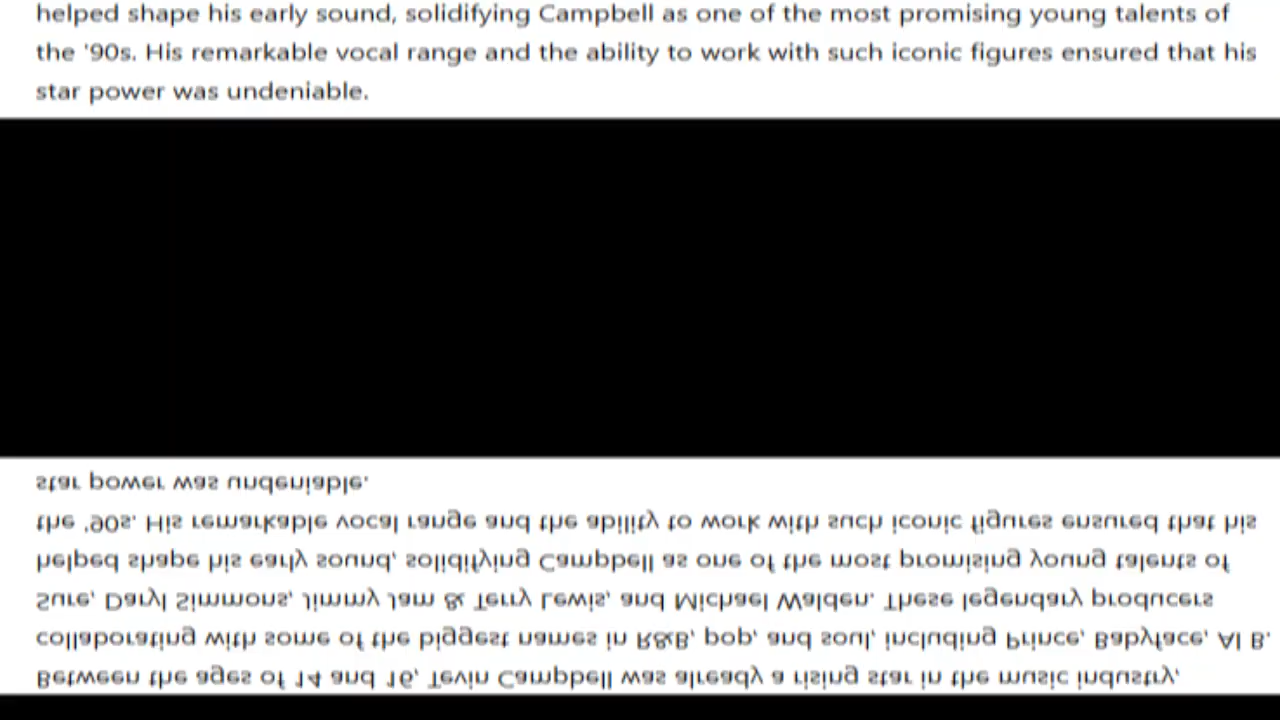 helped shape his early sound, solidifying Campbell as one of the most promising young talents of
the '90s. His remarkable vocal range and the ability to work with such iconic figures ensured that his
star power was undeniable.
star power was undeniable.
the '90s. His remarkable vocal range and the ability to work with such iconic figures ensured that his
helped shape his early sound, solidifying Campbell as one of the most promising young talents of
Sure, Daryl Simmons, Jimmy Jam & Terry Lewis, and Michael Walden. These legendary producers
collaborating with some of the biggest names in R&B, pop, and soul, including Prince, Babyface, Al B.
Between the ages of 14 and 16, Tevin Campbell was already a rising star in the music industry,